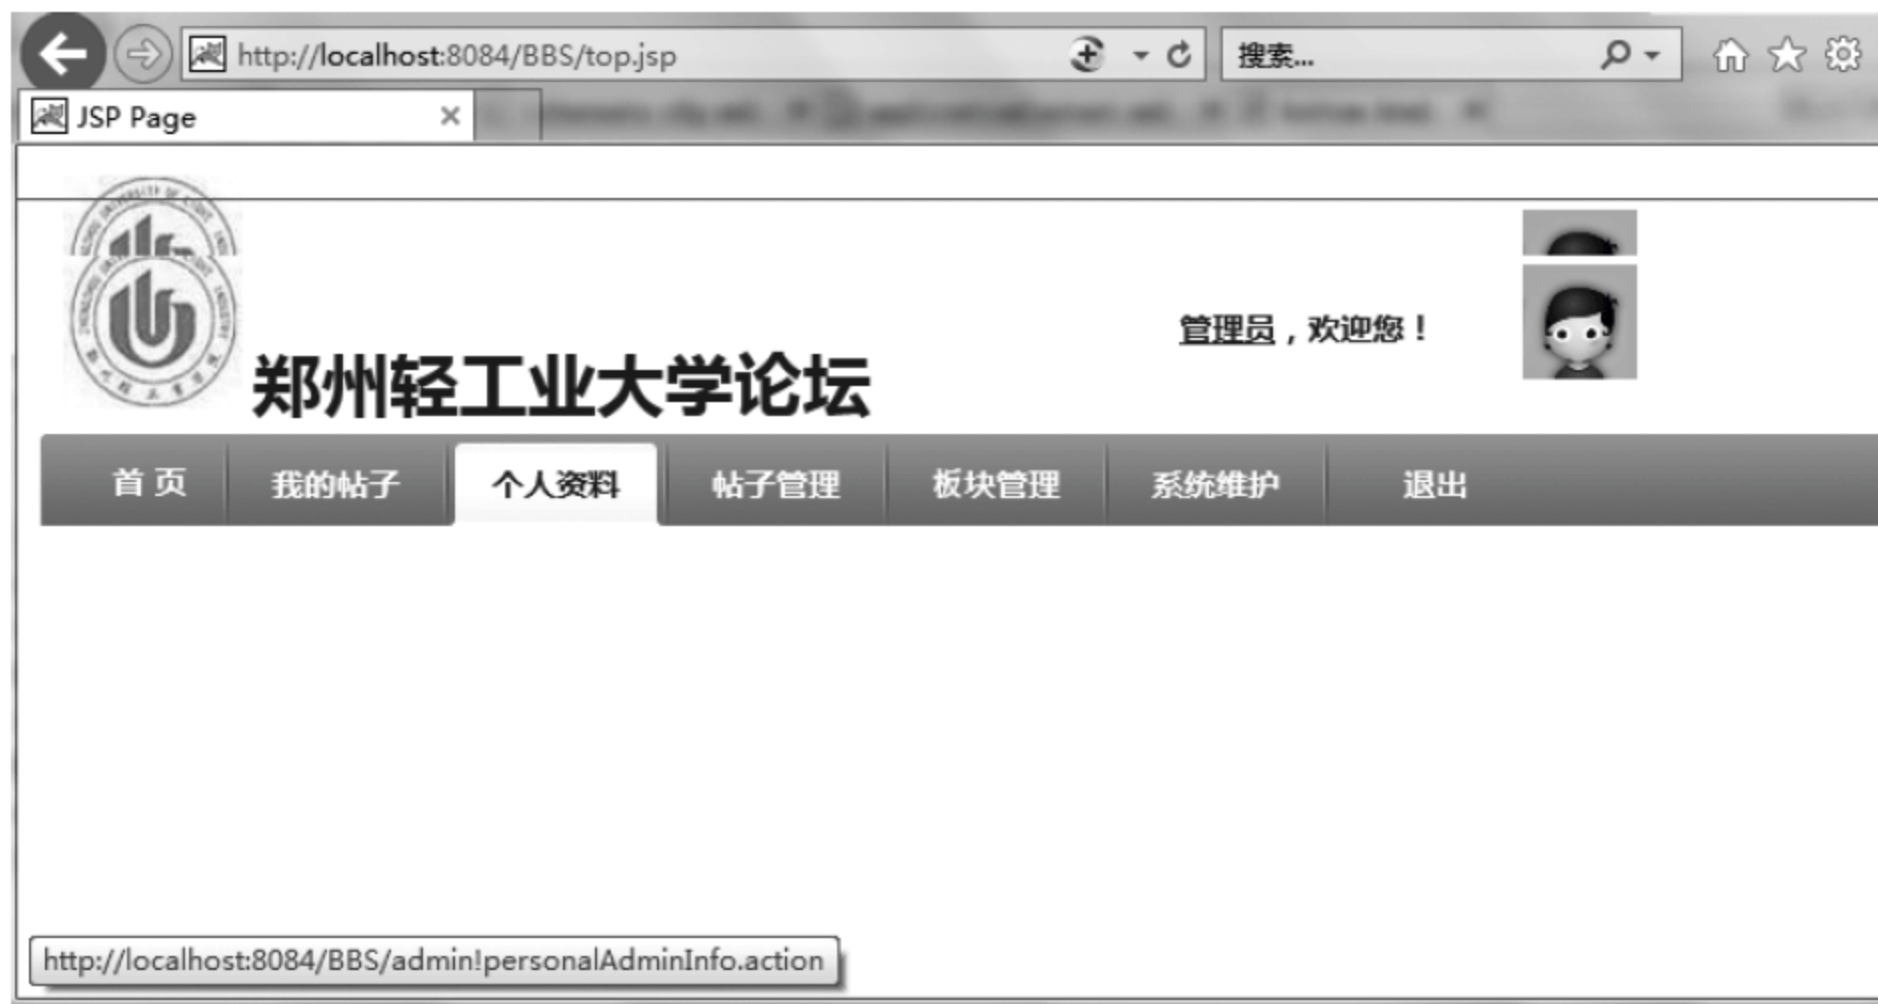 http://localhost:8084/BBS/top.jsp
搜索...
JSP Page
管理员，欢迎您！
郑州轻工业大学论坛
首 页 我的帖子 个人资料 帖子管理 板块管理 系统维护 退出
http://localhost:8084/BBS/admin!personalAdminInfo.action